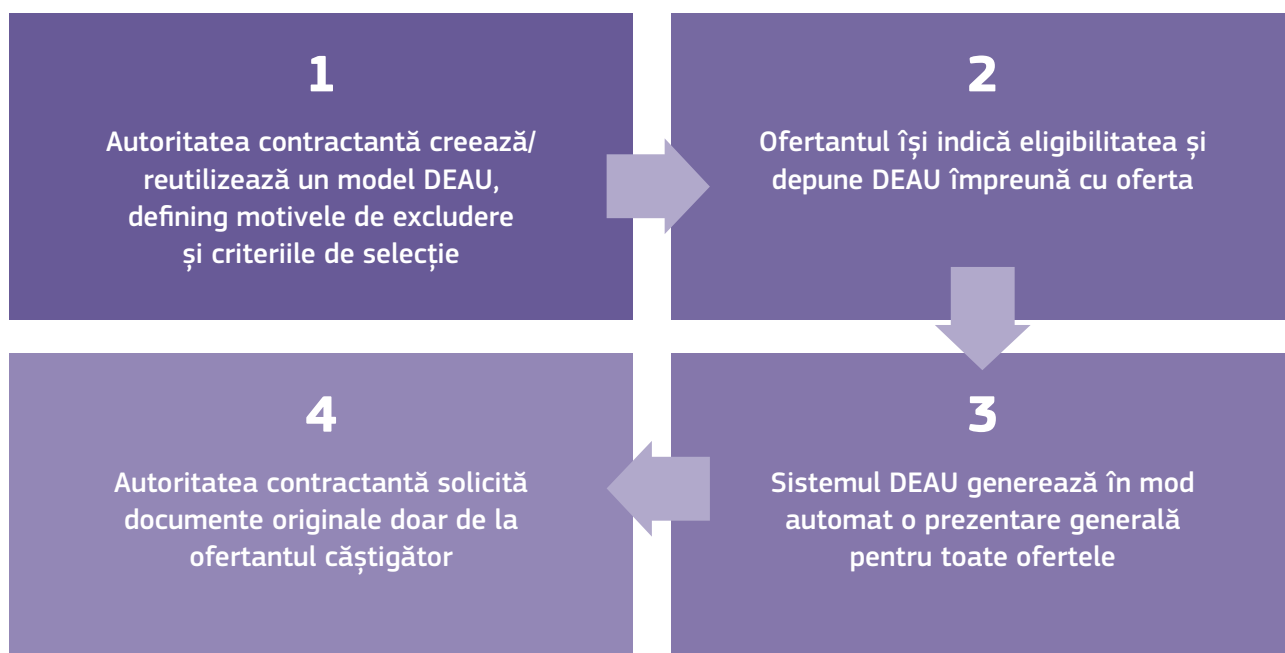 1
Autoritatea contractantă creează/
reutilizează un model DEAU,
defining motivele de excludere
și criteriile de selecție
2
Ofertantul își indică eligibilitatea și
depune DEAU împreună cu oferta
3
Sistemul DEAU generează în mod
automat o prezentare generală
pentru toate ofertele
4
Autoritatea contractantă solicită
documente originale doar de la
ofertantul căștigător